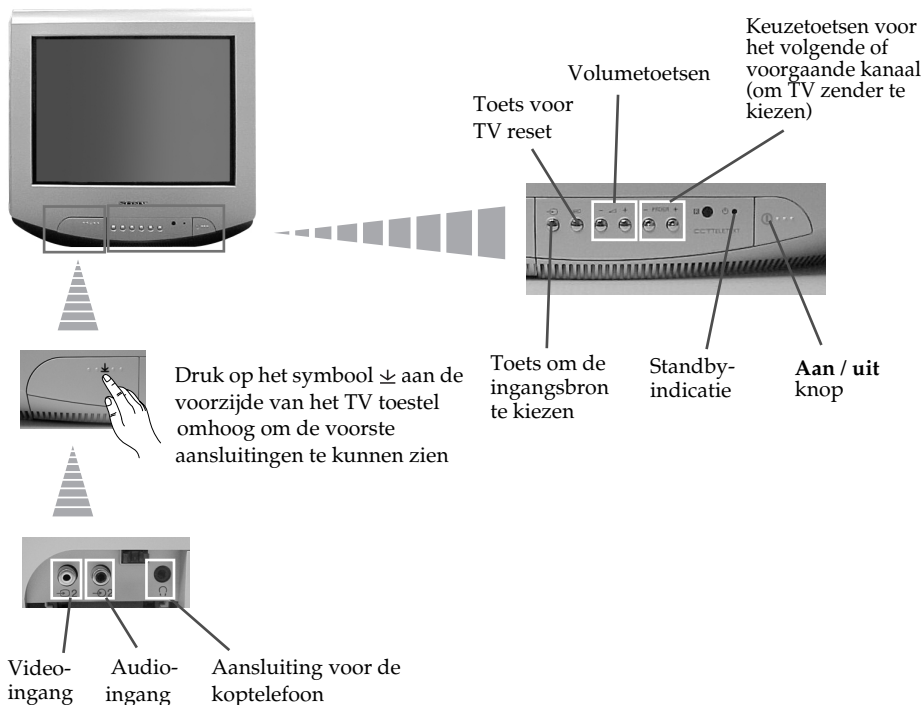 Keuzetoetsen voor
het volgende of
voorgaande kanaal
(om TV zender te
kiezen)
Volumetoetsen
Toets voor
TV reset
Toets om de
ingangsbron
te kiezen
Standby-
indicatie
Aan / uit
knop
Druk op het symbool aan de
voorzijde van het TV toestel
omhoog om de voorste
aansluitingen te kunnen zien
2
2
Video-
ingang
Audio-
ingang
Aansluiting voor de
koptelefoon